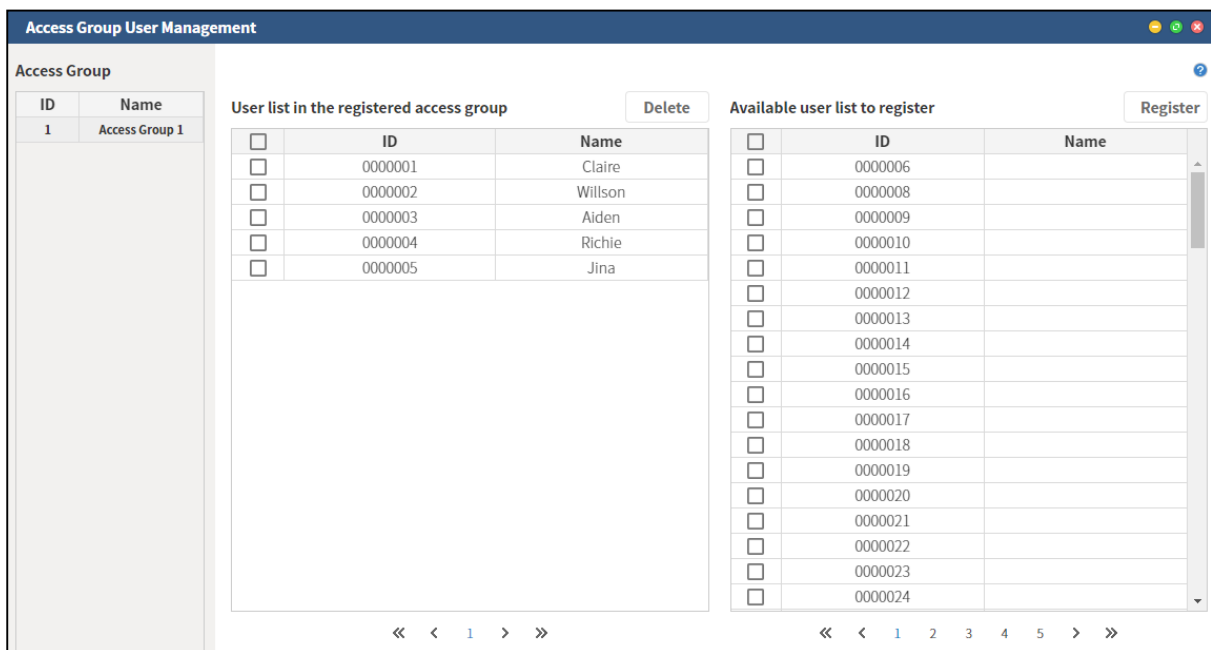 Access Group User Management
Access Group
ID Name
1 Access Group 1
User list in the registered access group Delete
ID Name
0000001 Claire
0000002 Willson
0000003 Aiden
0000004 Richie
0000005 Jina
« < 1 > »
Available user list to register Register
ID Name
0000006
0000008
0000009
0000010
0000011
0000012
0000013
0000014
0000015
0000016
0000017
0000018
0000019
0000020
0000021
0000022
0000023
0000024
« < 1 2 3 4 5 > »